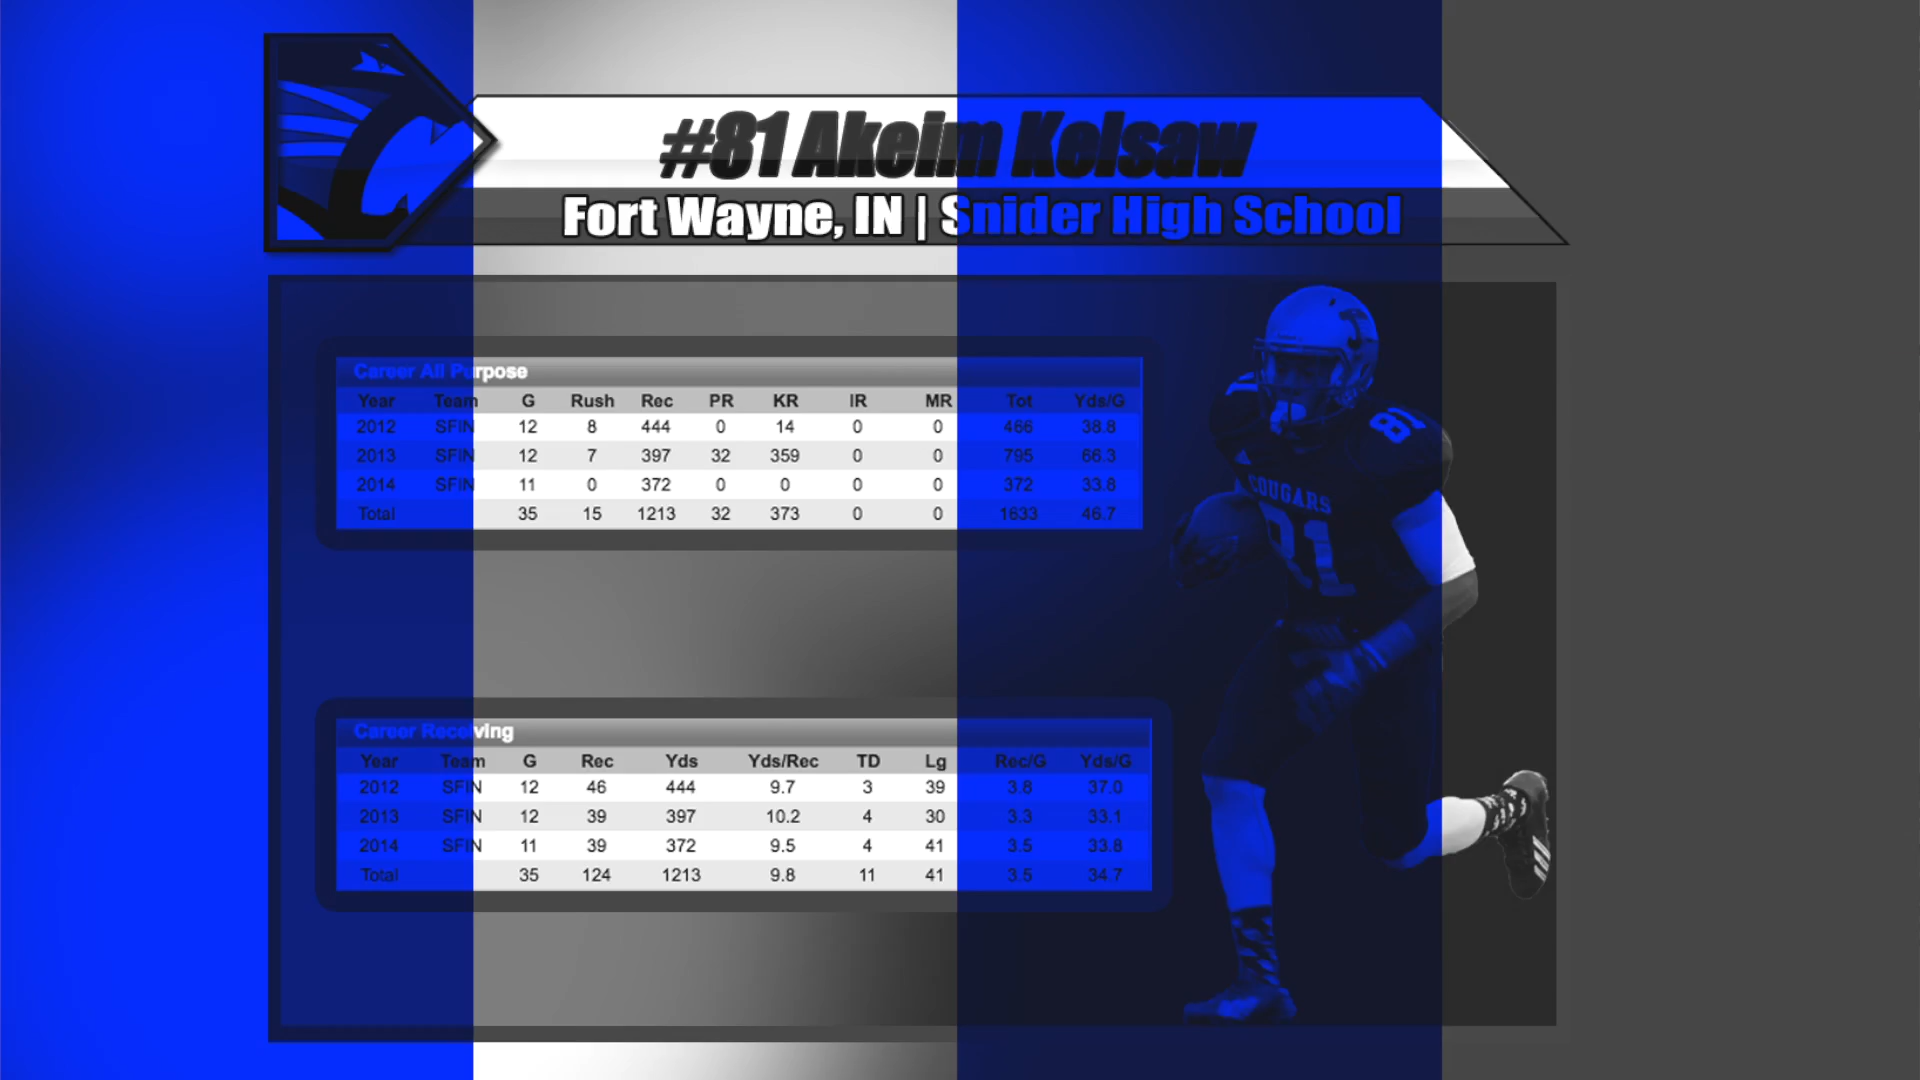 #81 Akeim Kelsaw
Fort Wayne, IN | Snider High School
Career All Purpose
Year Team G Rush Rec PR KR IR MR Tot Yds/G
2012 SFIN 12 8 444 0 14 0 0 466 38.8
2013 SFIN 12 7 397 32 359 0 0 795 66.3
2014 SFIN 11 0 372 0 0 0 0 372 33.8
Total 35 15 1213 32 373 0 0 1633 46.7
81
COUGARS
81
Career Receiving
Year Team G Rec Yds Yds/Rec TD Lg Rec/G Yds/G
2012 SFIN 12 46 444 9.7 3 39 3.8 37.0
2013 SFIN 12 39 397 10.2 4 30 3.3 33.1
2014 SFIN 11 39 372 9.5 4 41 3.5 33.8
Total 35 124 1213 9.8 11 41 3.5 34.7